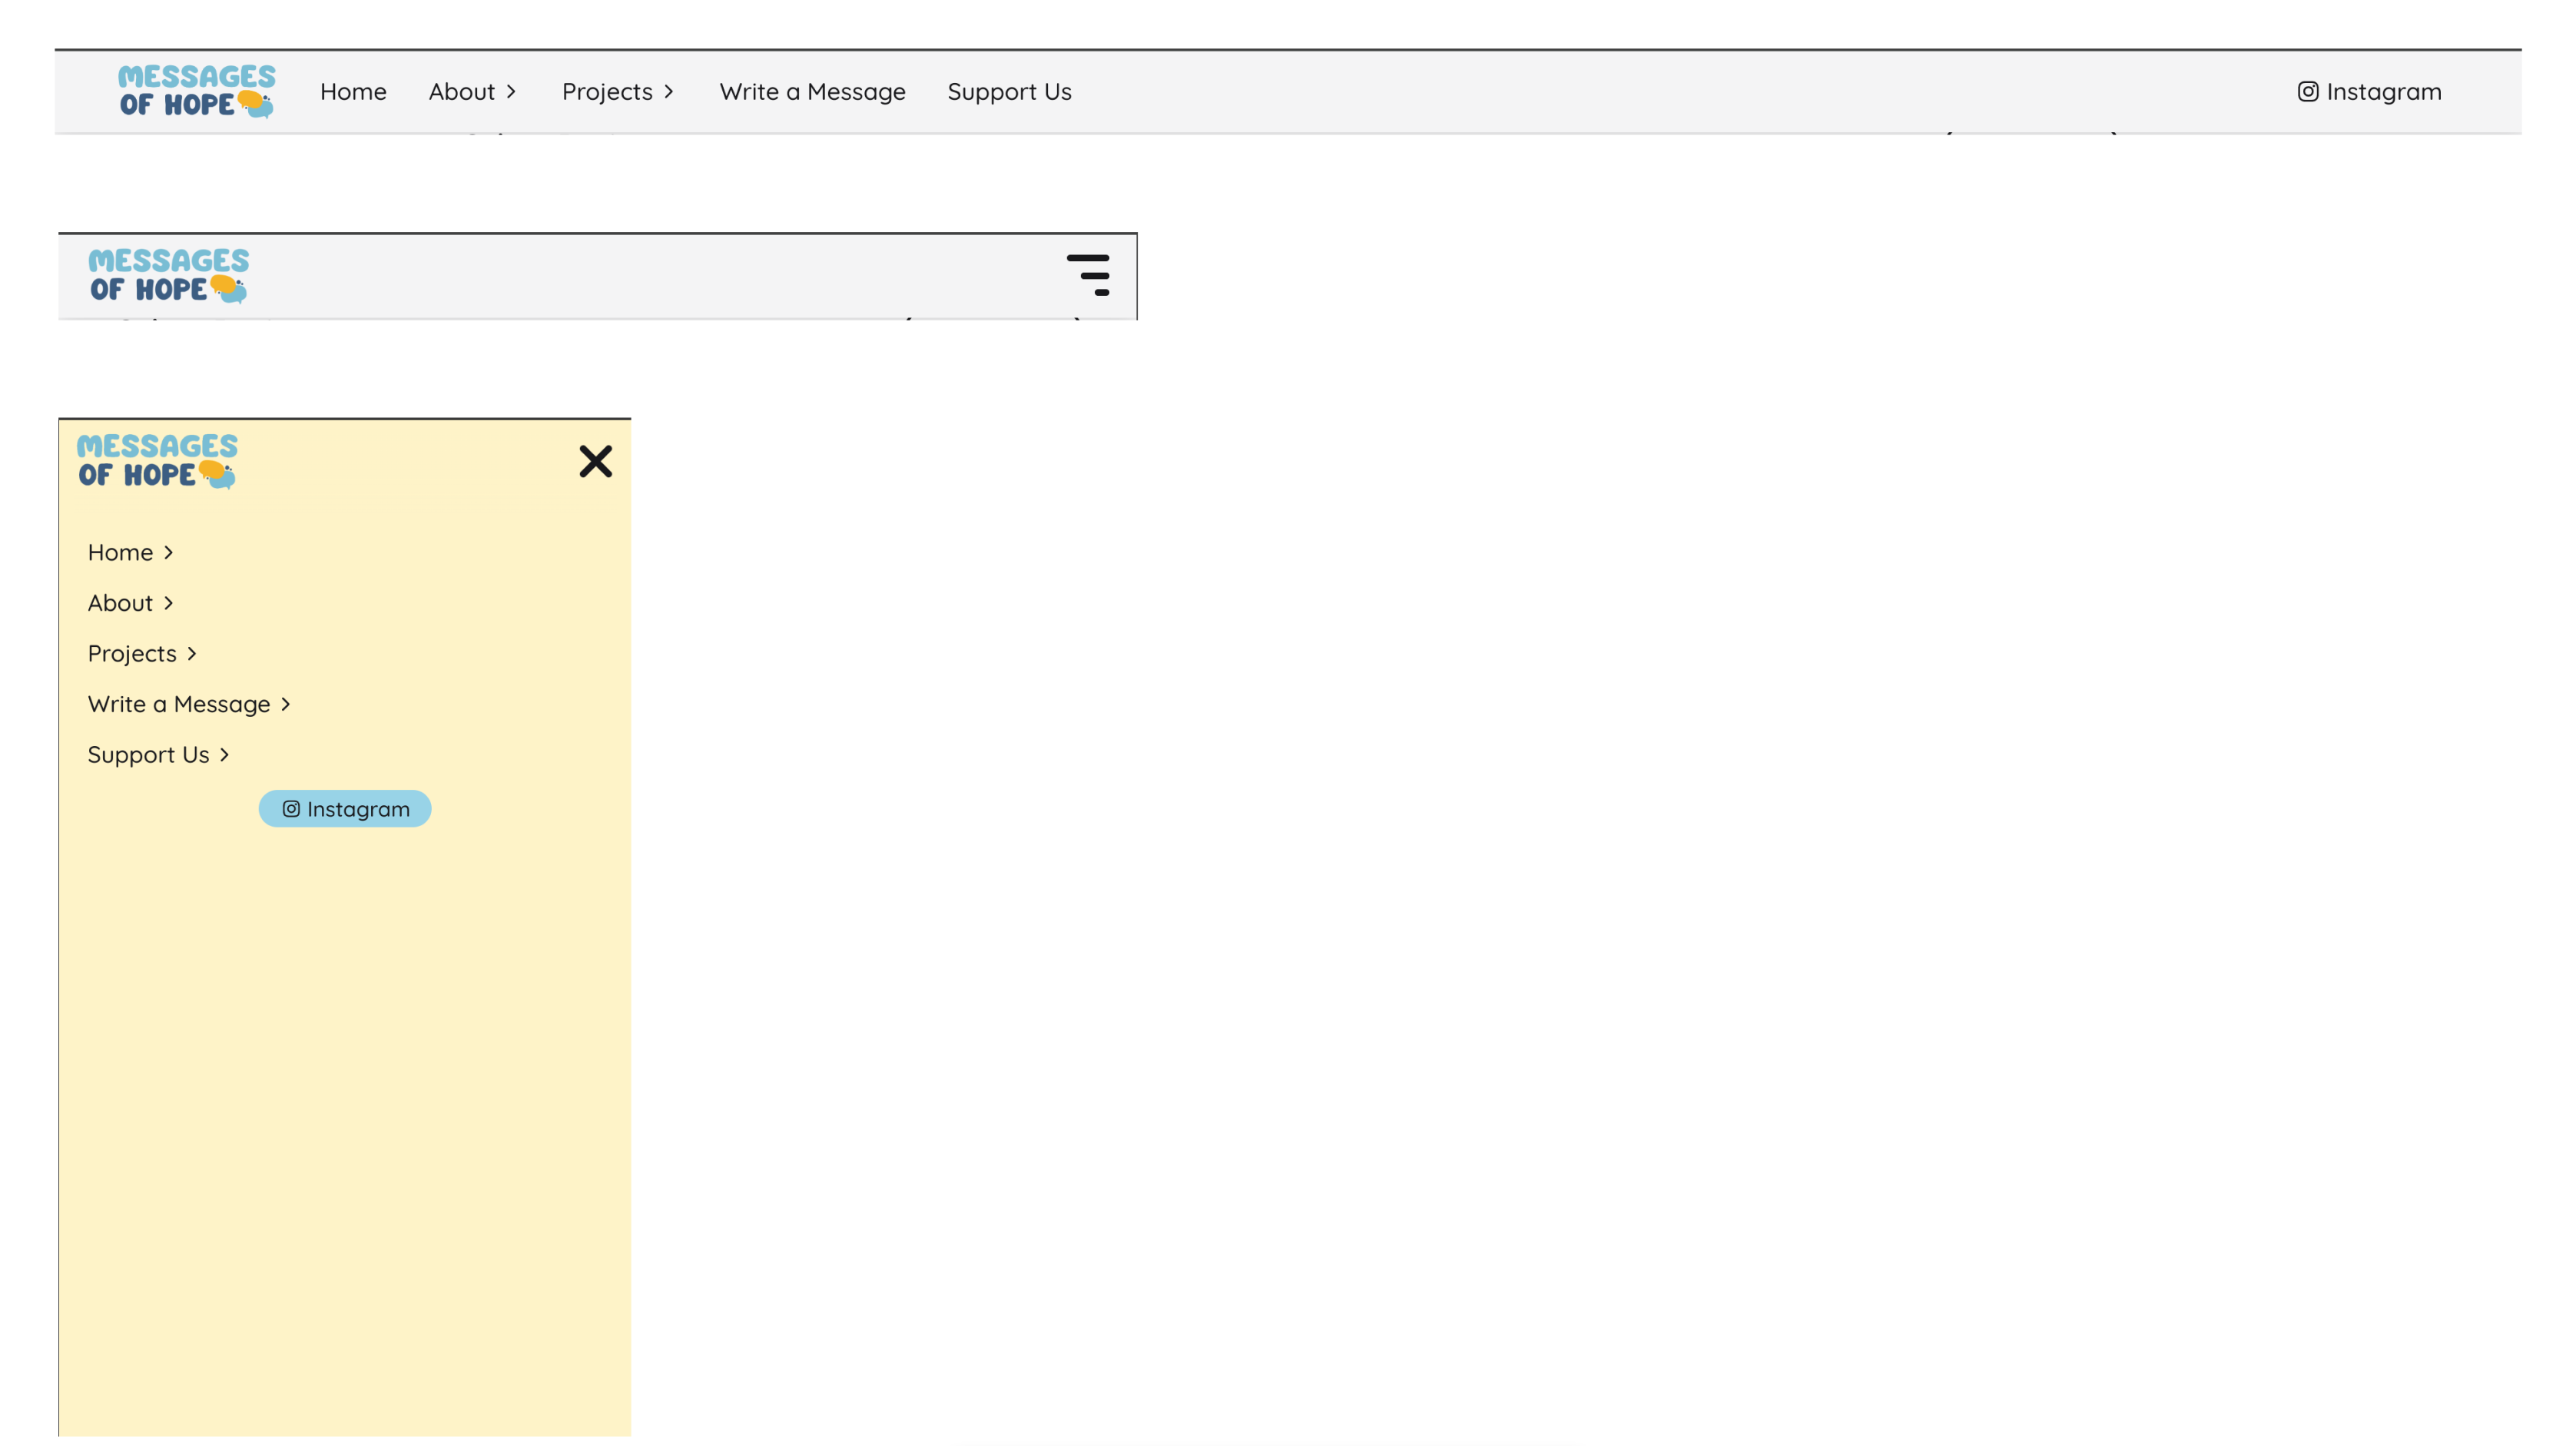 MESSAGES
OF HOPE
Home About > Projects > Write a Message Support Us Instagram
MESSAGES
OF HOPE
MESSAGES
OF HOPE
Home >
About >
Projects >
Write a Message >
Support Us >
Instagram